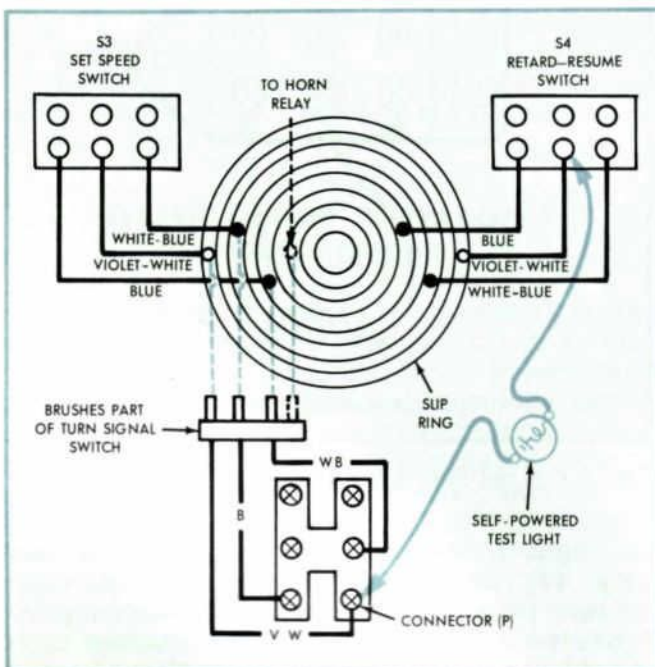 S3
SET SPEED
SWITCH
S4
RETARD–RESUME
SWITCH
TO HORN
RELAY
WHITE-BLUE
VIOLET-WHITE
BLUE
BLUE
VIOLET-WHITE
WHITE-BLUE
SLIP
RING
BRUSHES PART
OF TURN SIGNAL
SWITCH
W B
B
V W
SELF-POWERED
TEST LIGHT
CONNECTOR (P)